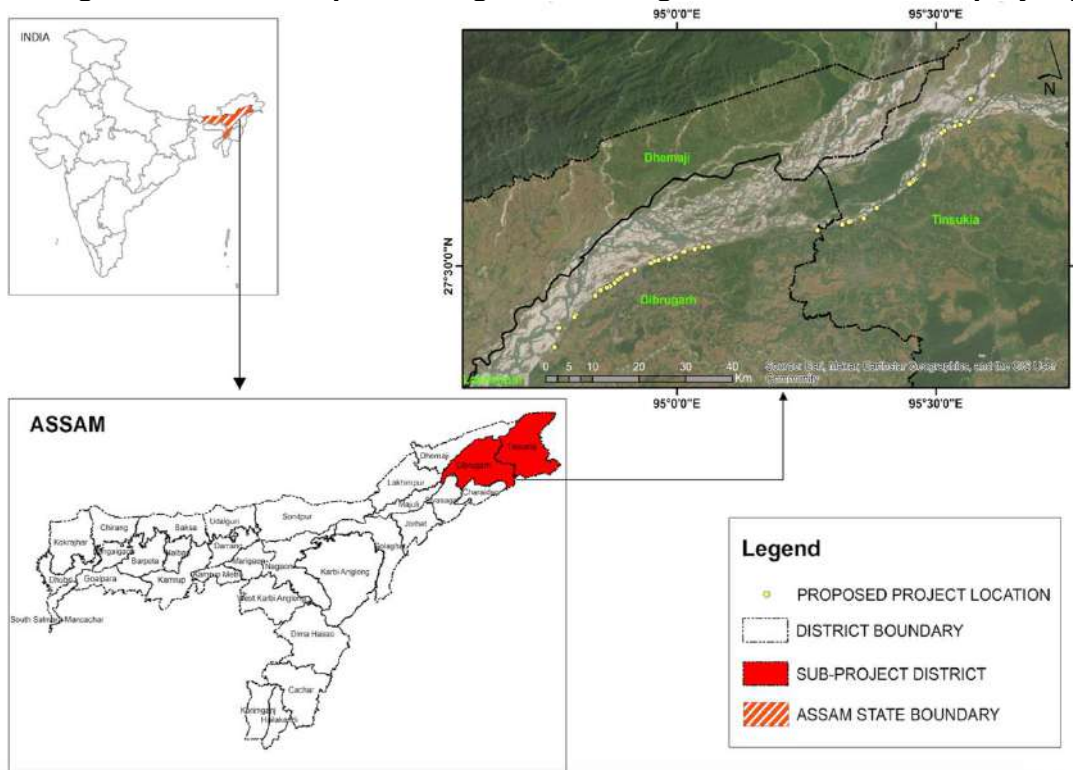 INDIA
95°0'0"E
95°30'0"E
N
Dhemaji
Tinsukia
Dibrugarh
27°30'0"N
0 5 10 20 30 40
Km
Community
95°0'0"E
95°30'0"E
ASSAM
Dhemaji
Tinsukia
Dibrugarh
Lakhimpur
Charaideo
Majuli
Sivasagar
Jorhat
Golaghat
Sonitpur
Udalguri
Baksa
Chirang
Kokrajhar
Darrang
Barpeta
Marigaon
Nagaon
Karbi Anglong
Dhubri
Goalpara
Kamrup
Kamrup Metro
West Karbi Anglong
South Salmara Mancachar
Dima Hasao
Cachar
Karimganj
Hailakandi
Legend
PROPOSED PROJECT LOCATION
DISTRICT BOUNDARY
SUB-PROJECT DISTRICT
ASSAM STATE BOUNDARY